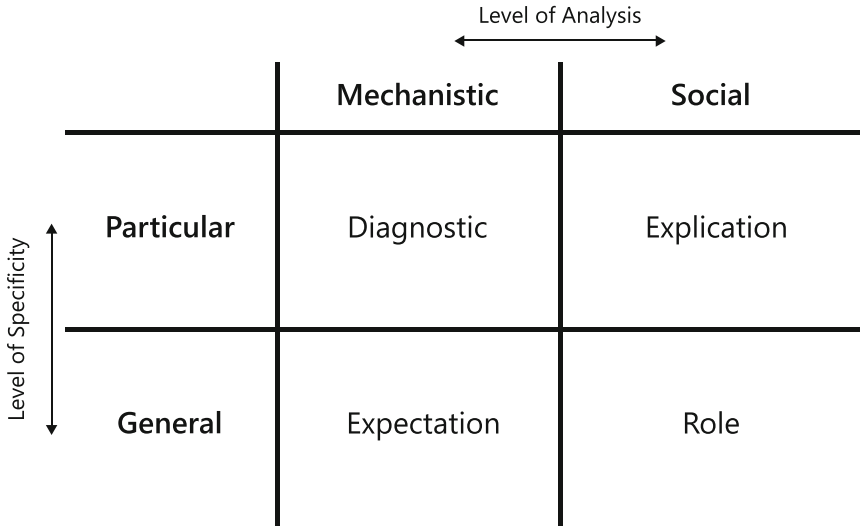 Level of Analysis
Mechanistic Social
Level of Specificity
Particular Diagnostic Explication
General Expectation Role